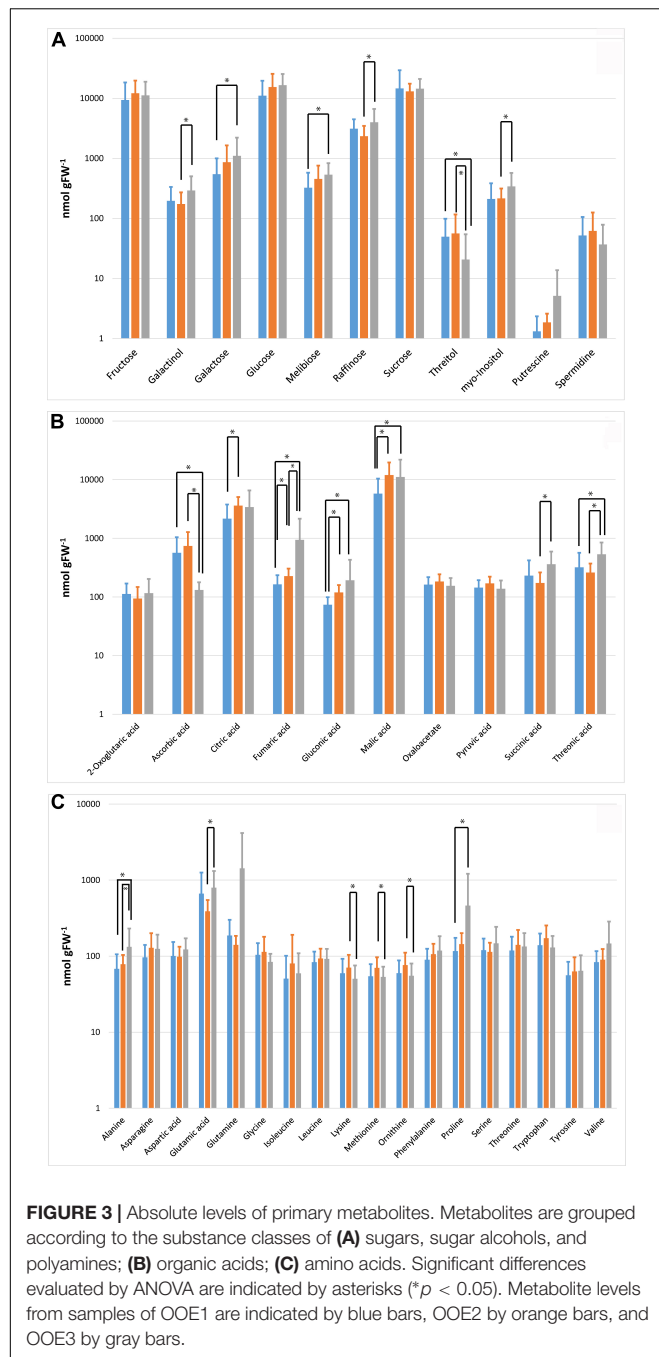 A
100000
10000
1000
100
10
1
nmol gFW-1
*
*
*
*
*
*
*
Fructose
Galactinol
Galactose
Glucose
Melibiose
Raffinose
Sucrose
Threitol
myo-Inositol
Putrescine
Spermidine
B
100000
10000
1000
100
10
1
nmol gFW-1
*
*
*
*
*
*
*
*
*
*
*
*
*
*
2-Oxoglutaric acid
Ascorbic acid
Citric acid
Fumaric acid
Gluconic acid
Malic acid
Oxaloacetate
Pyruvic acid
Succinic acid
Threonic acid
C
10000
1000
100
10
1
nmol gFW-1
*
*
*
*
*
*
*
Alanine
Asparagine
Aspartic acid
Glutamic acid
Glutamine
Glycine
Isoleucine
Leucine
Lysine
Methionine
Ornithine
Phenylalanine
Proline
Serine
Threonine
Tryptophan
Tyrosine
Valine
FIGURE 3 | Absolute levels of primary metabolites. Metabolites are grouped
according to the substance classes of (A) sugars, sugar alcohols, and
polyamines; (B) organic acids; (C) amino acids. Significant differences
evaluated by ANOVA are indicated by asterisks (*p < 0.05). Metabolite levels
from samples of OOE1 are indicated by blue bars, OOE2 by orange bars, and
OOE3 by gray bars.